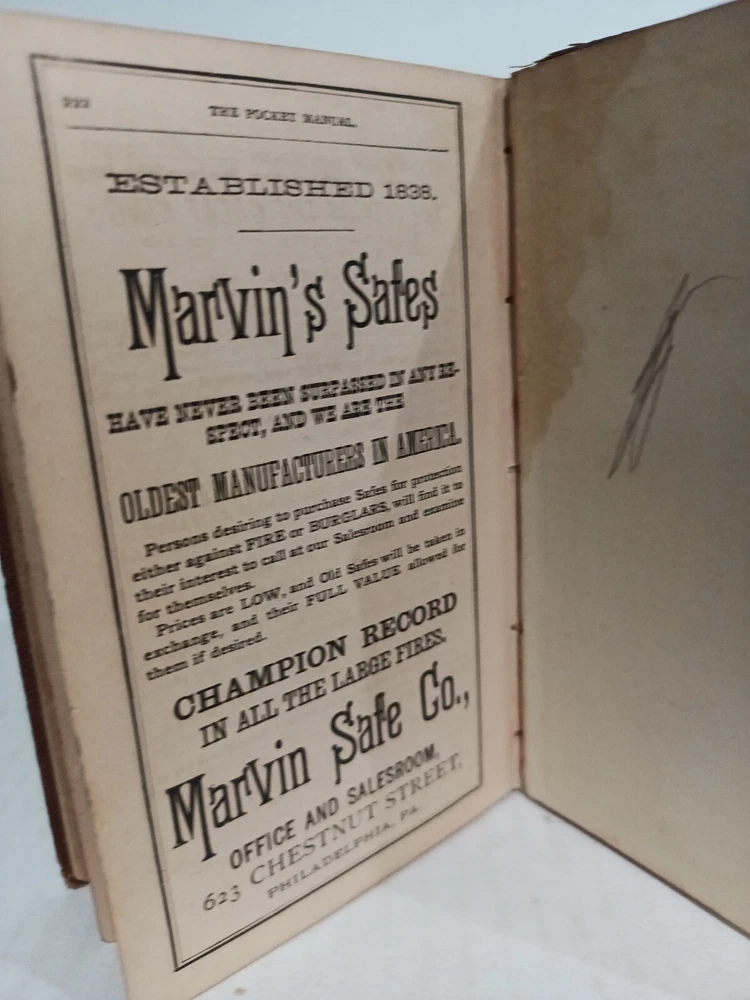 222 THE POCKET MANUAL.
ESTABLISHED 1838.
Marvin's Safes
HAVE NEVER BEEN SURPASSED IN ANY RE-
SPECT, AND WE ARE THE
OLDEST MANUFACTURERS IN AMERICA.
Persons desiring to purchase Safes for protection
either against FIRE or BURGLARS, will find it to
their interest to call at our Salesroom and examine
for themselves.
Prices are LOW, and Old Safes will be taken in
exchange, and their FULL VALUE allowed for
them if desired.
CHAMPION RECORD
IN ALL THE LARGE FIRES.
Marvin Safe Co.,
OFFICE AND SALESROOM,
623 CHESTNUT STREET,
PHILADELPHIA, PA.